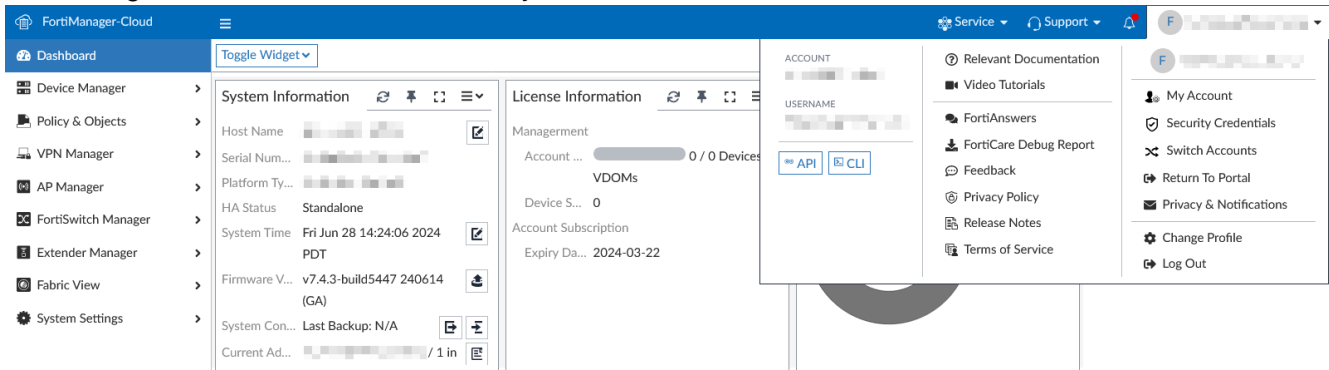 FortiManager-Cloud
Service
Support
F
Dashboard
Device Manager
Policy & Objects
VPN Manager
AP Manager
FortiSwitch Manager
Extender Manager
Fabric View
System Settings
Toggle Widget
System Information
Host Name
Serial Num...
Platform Ty...
HA Status Standalone
System Time Fri Jun 28 14:24:06 2024
PDT
Firmware V... v7.4.3-build5447 240614
(GA)
System Con... Last Backup: N/A
Current Ad... / 1 in
License Information
Managerment
Account ... 0 / 0 Devices
VDOMs
Device S... 0
Account Subscription
Expiry Da... 2024-03-22
ACCOUNT
USERNAME
API CLI
Relevant Documentation
Video Tutorials
FortiAnswers
FortiCare Debug Report
Feedback
Privacy Policy
Release Notes
Terms of Service
F
My Account
Security Credentials
Switch Accounts
Return To Portal
Privacy & Notifications
Change Profile
Log Out